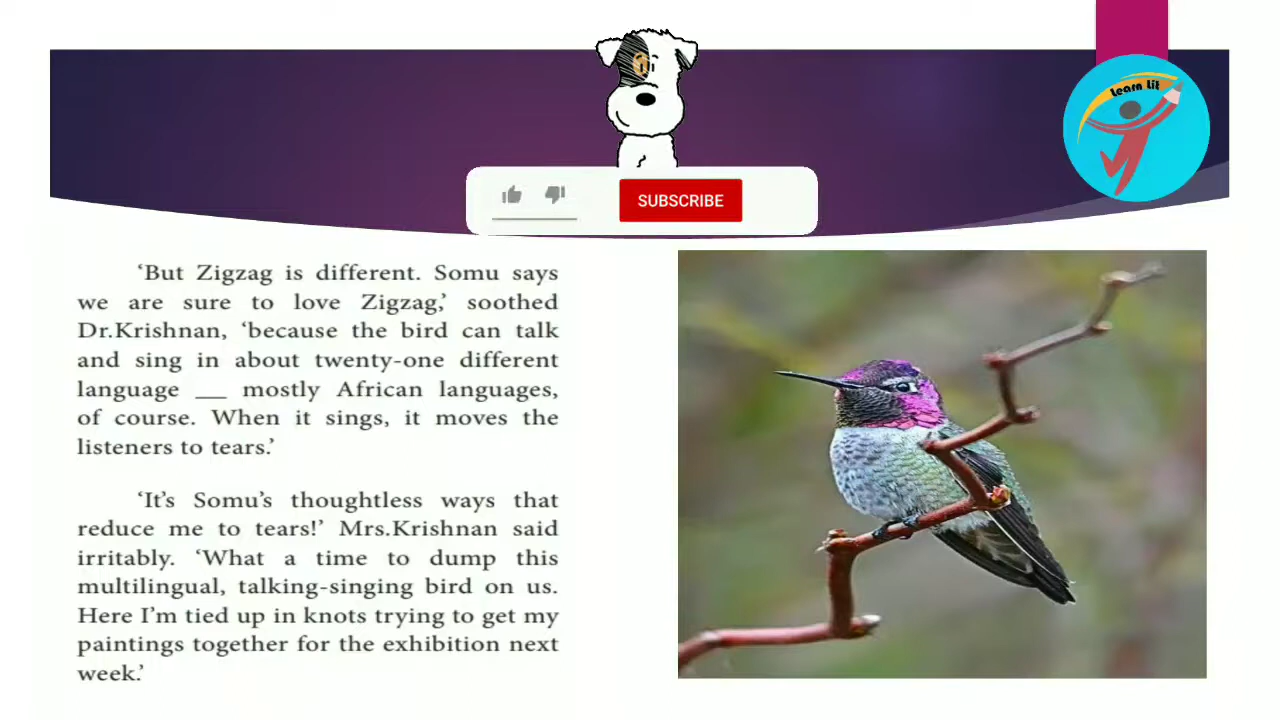 Learn Lit
SUBSCRIBE
‘But Zigzag is different. Somu says
we are sure to love Zigzag,’ soothed
Dr.Krishnan, ‘because the bird can talk
and sing in about twenty-one different
language __ mostly African languages,
of course. When it sings, it moves the
listeners to tears.’
‘It’s Somu’s thoughtless ways that
reduce me to tears!’ Mrs.Krishnan said
irritably. ‘What a time to dump this
multilingual, talking-singing bird on us.
Here I’m tied up in knots trying to get my
paintings together for the exhibition next
week.’